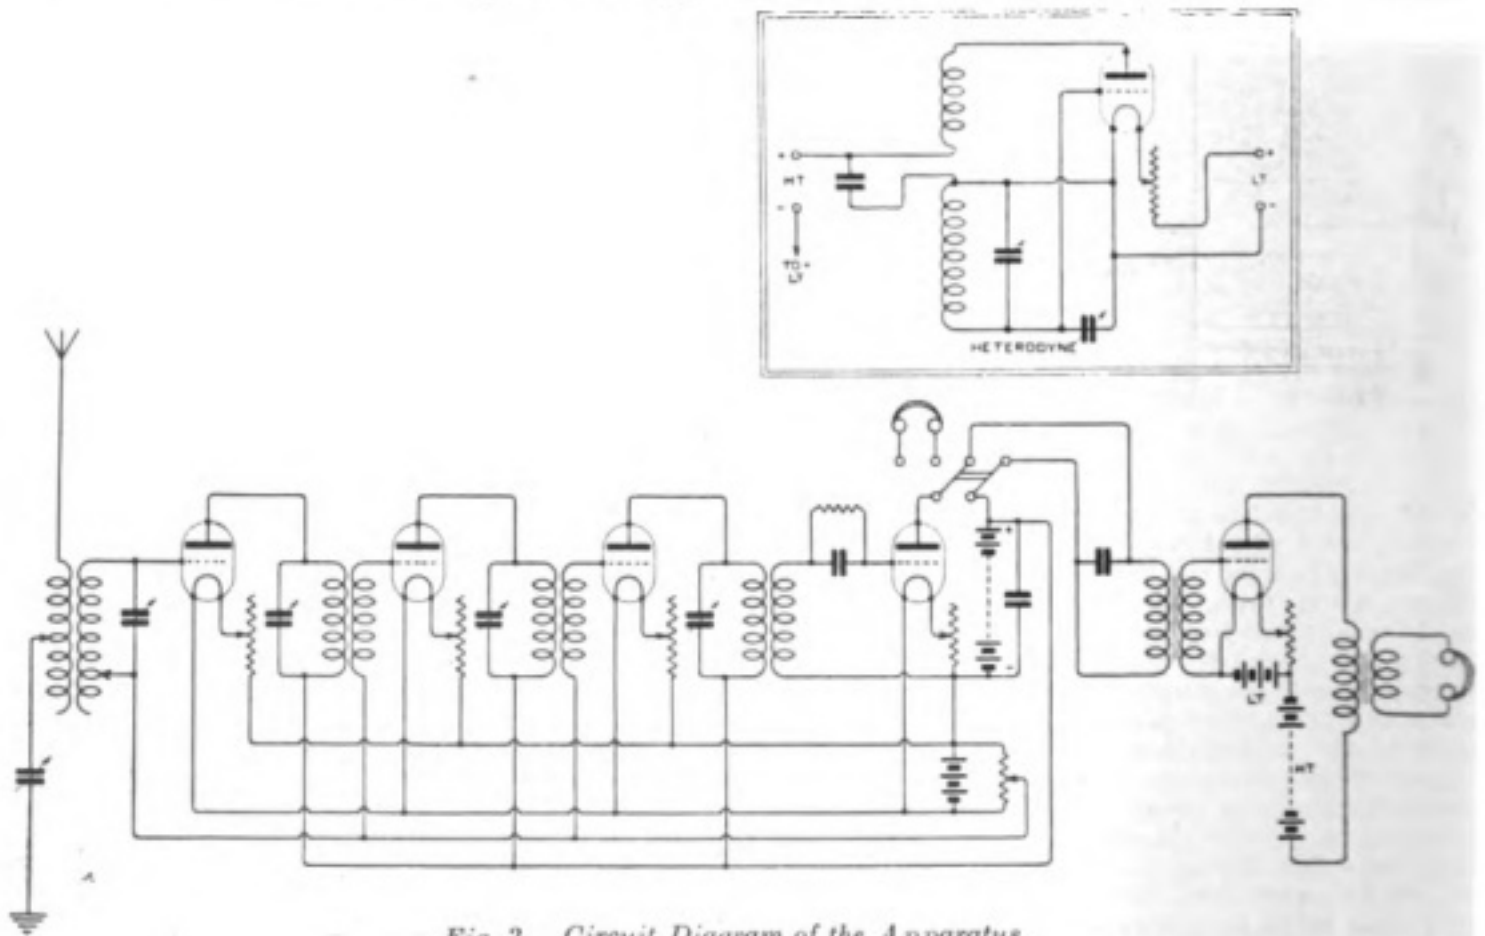 +
HT
-
TO +
LT
+
LT
-
HETERODYNE
+
-
LT
HT
Fig. 2. Circuit Diagram of the Apparatus